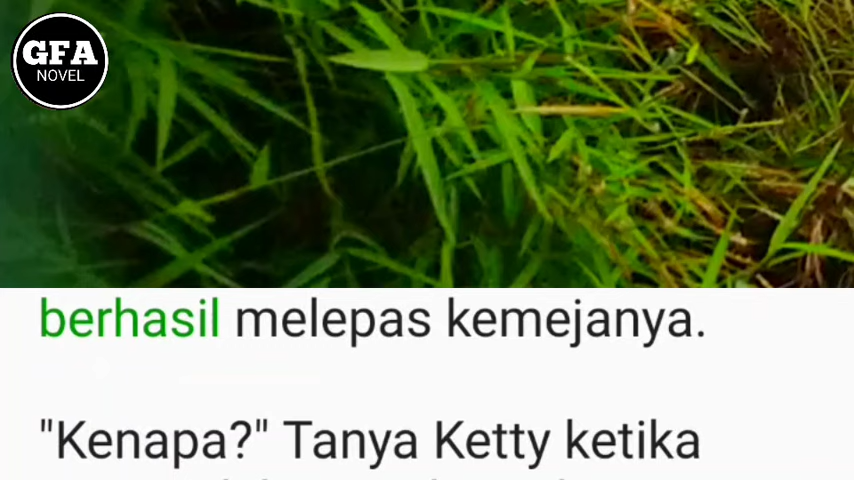 GFA
NOVEL
berhasil melepas kemejanya.
"Kenapa?" Tanya Ketty ketika